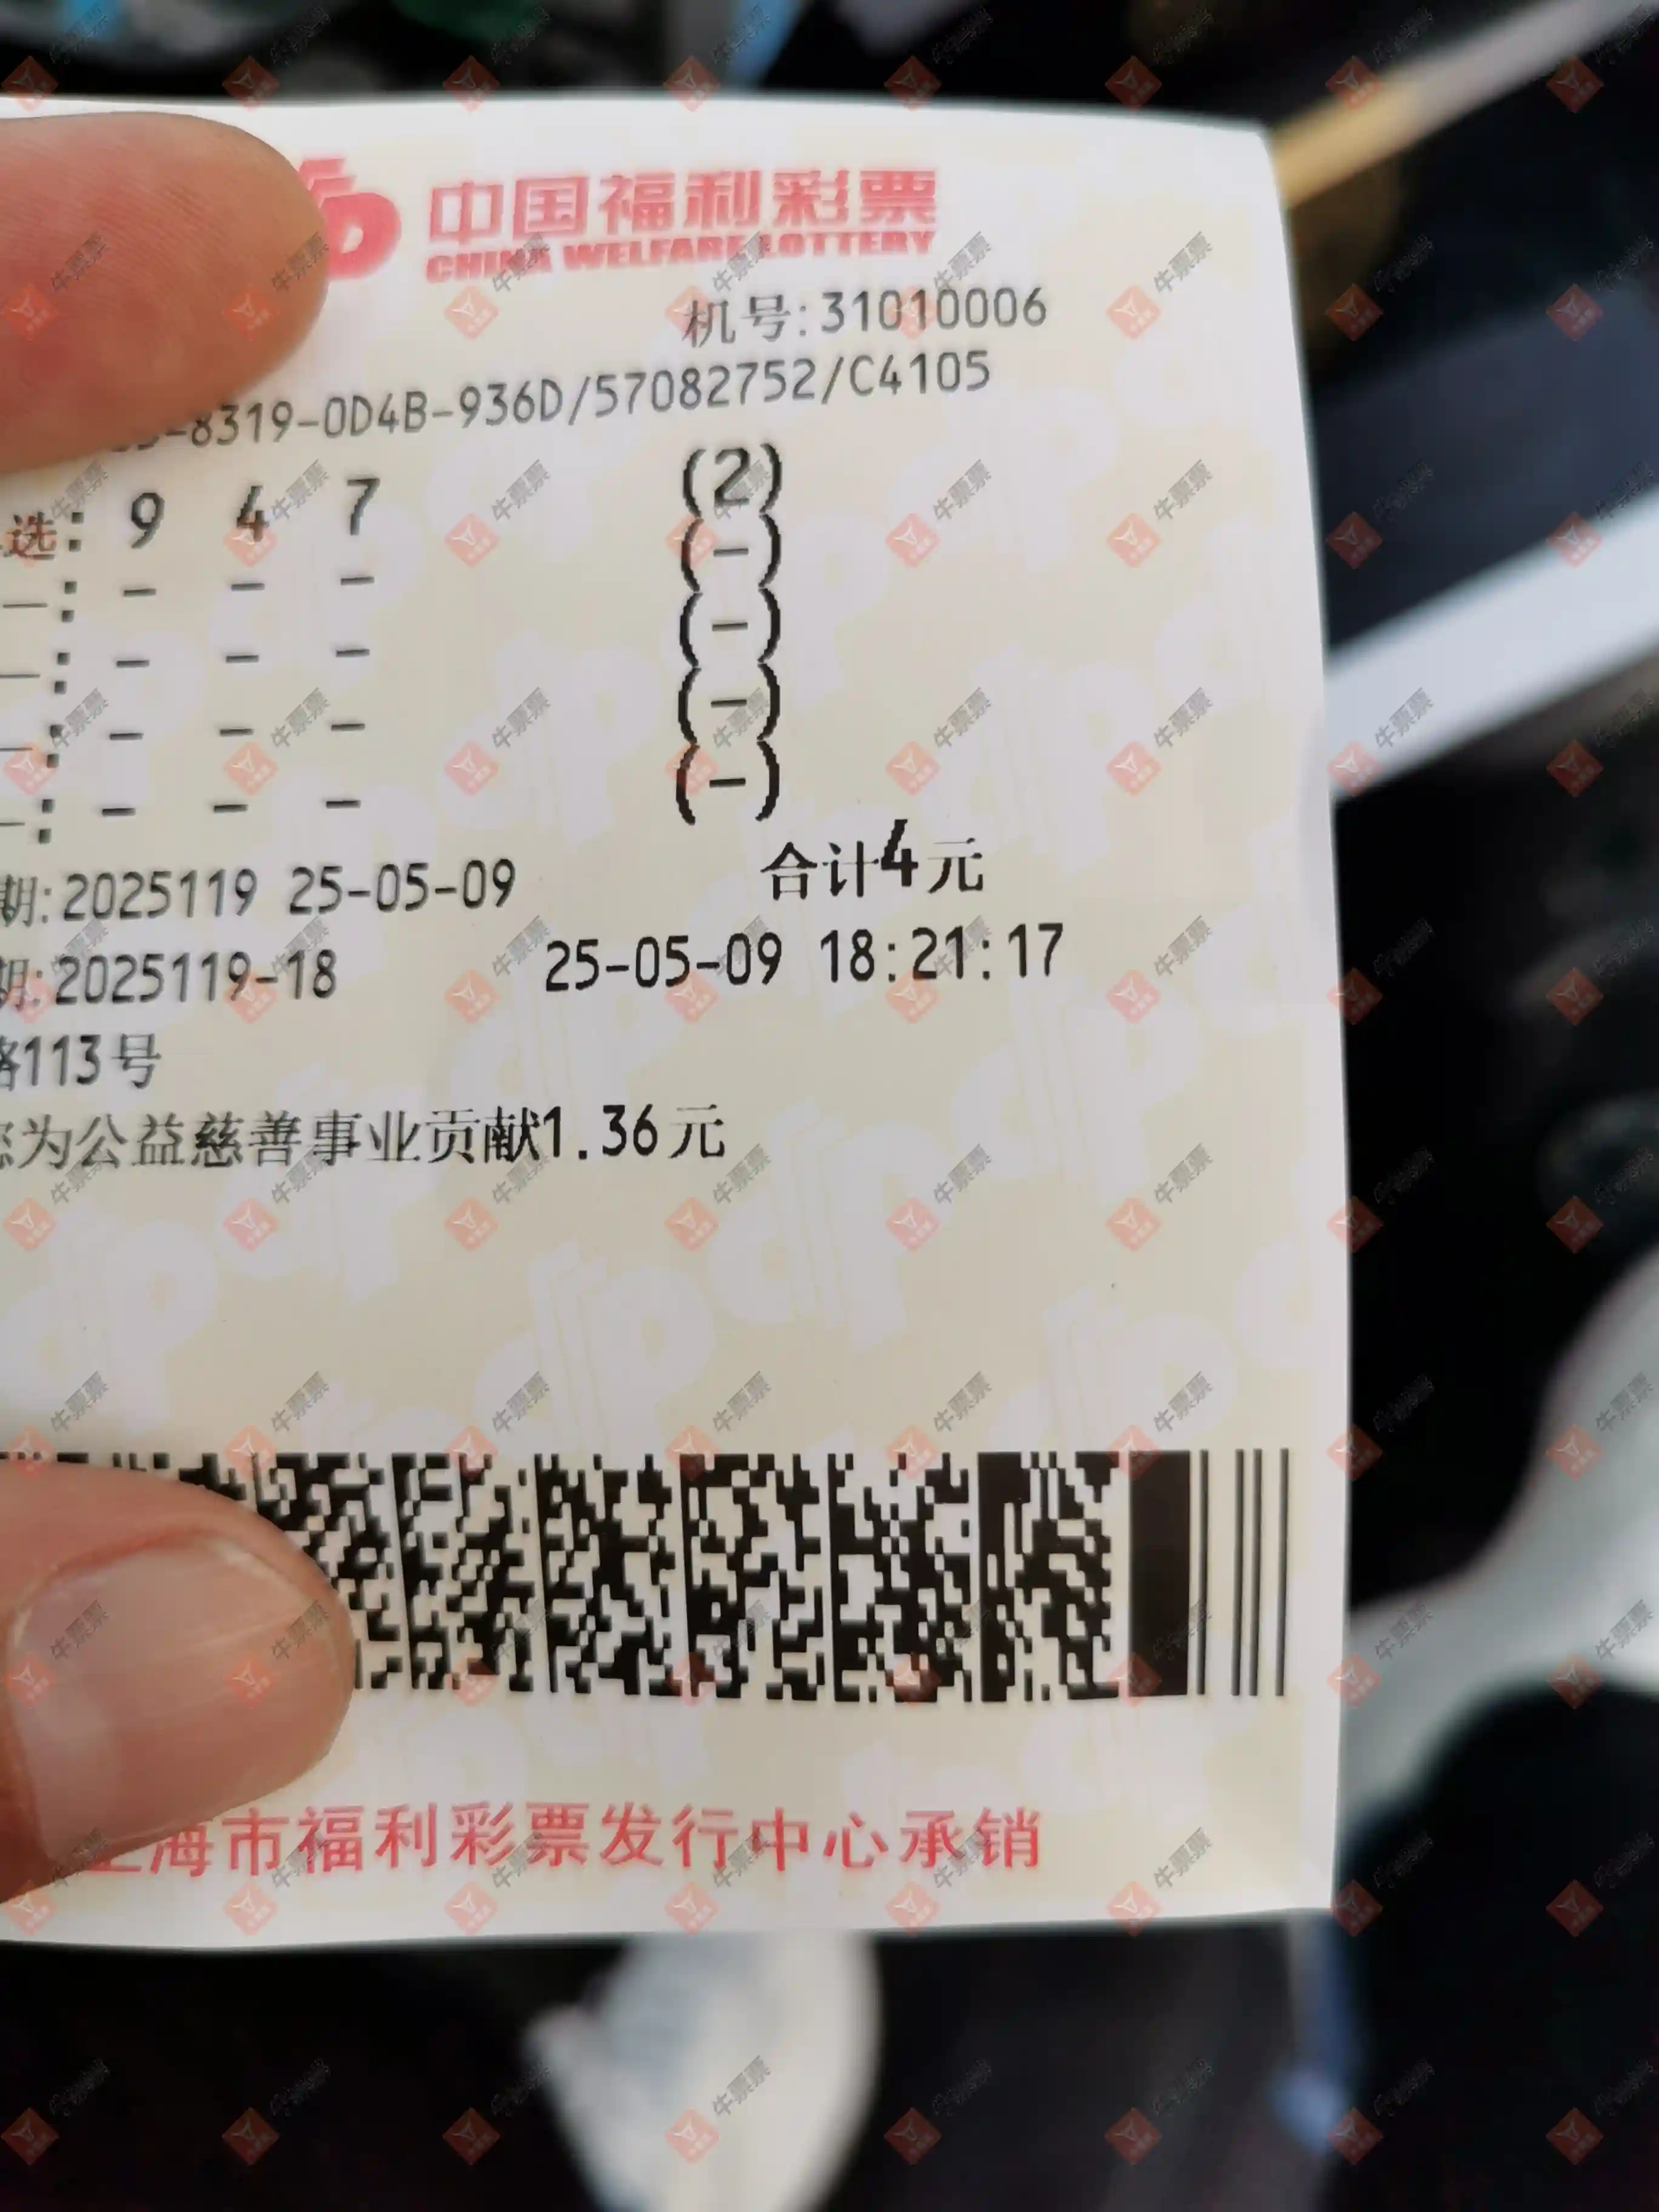 中国福利彩票
CHINA WELFARE LOTTERY
机号:31010006
-8319-0D4B-936D/57082752/C4105
选: 9 4 7 (2)
—: - - - (-)
—: - - - (-)
—: - - - (-)
—: - - - (-)
合计4元
期:2025119 25-05-09
期:2025119-18 25-05-09 18:21:17
路113号
您为公益慈善事业贡献1.36元
上海市福利彩票发行中心承销
牛票票